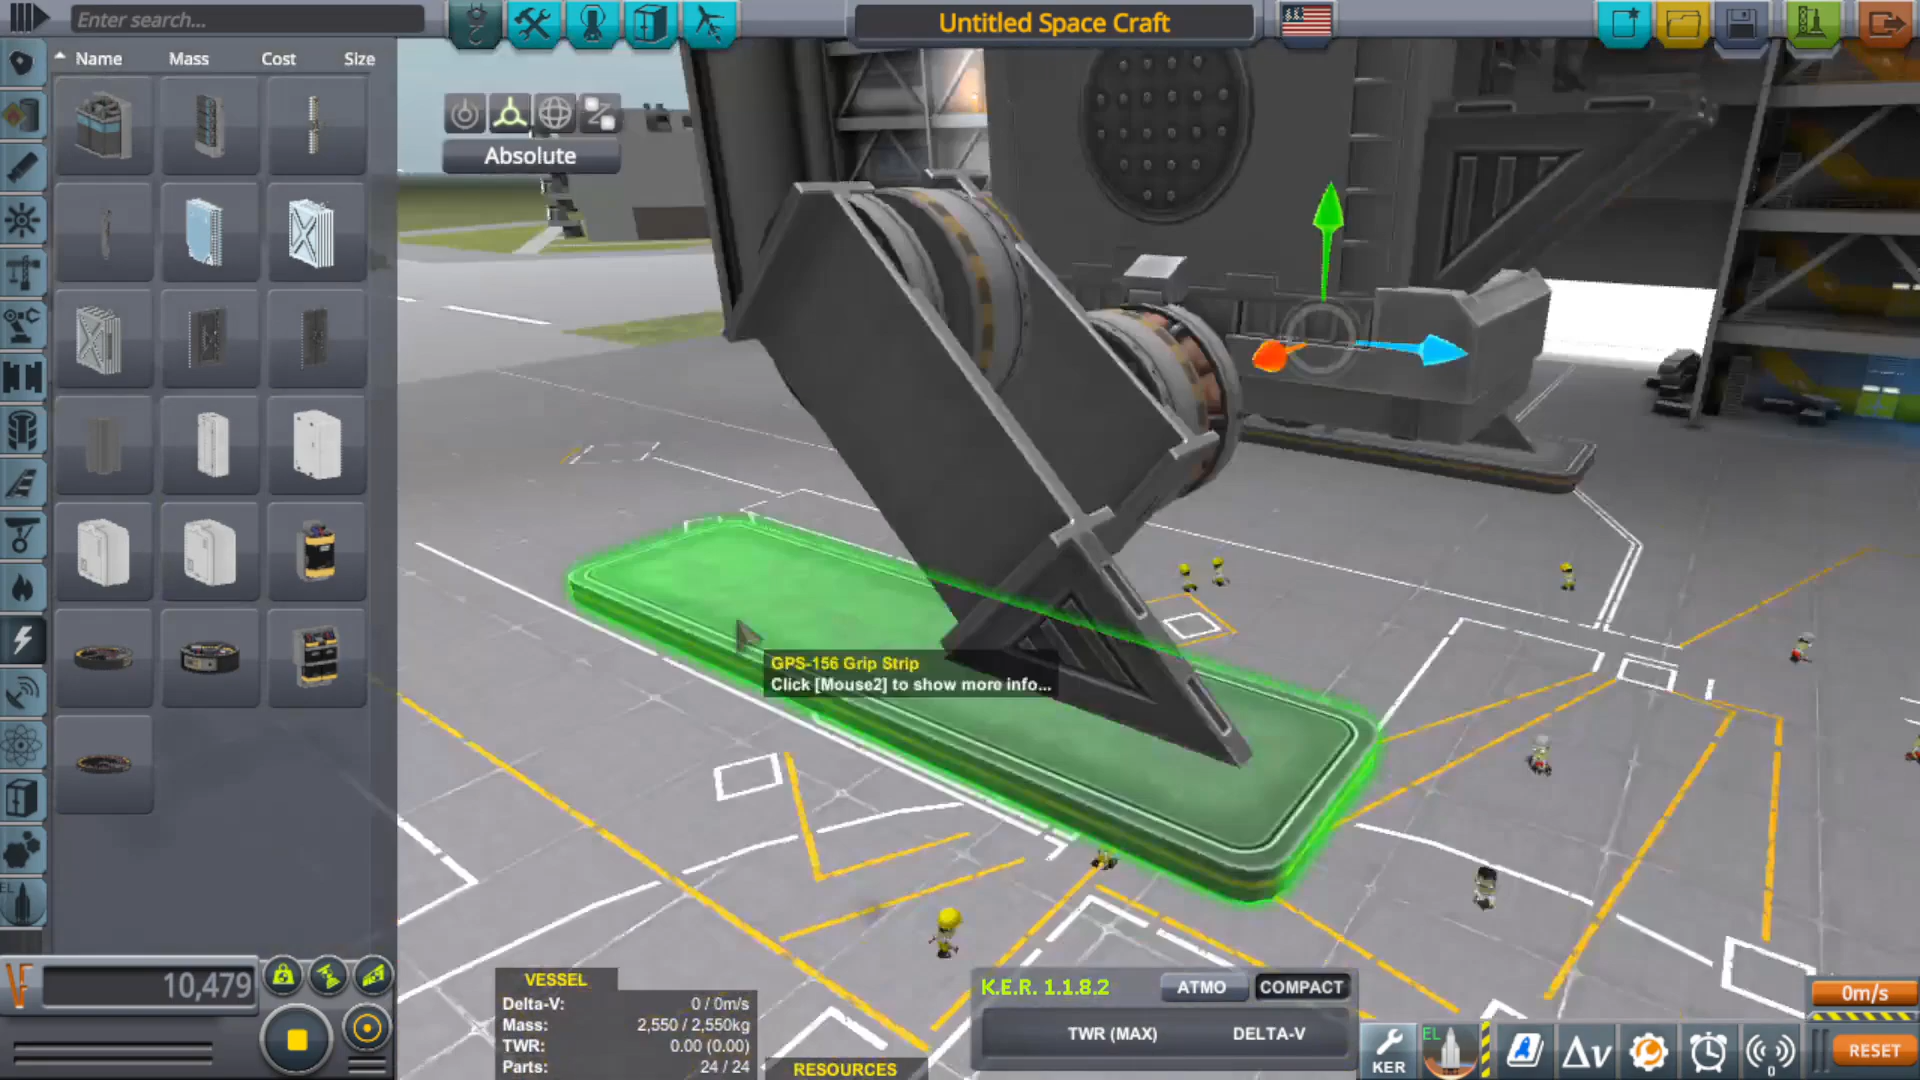 Enter search...
Untitled Space Craft
Name Mass Cost Size
Absolute
GPS-156 Grip Strip
Click [Mouse2] to show more info...
EL
10,479
VESSEL
Delta-V: 0 / 0m/s
Mass: 2,550 / 2,550kg
TWR: 0.00 (0.00)
Parts: 24 / 24
RESOURCES
K.E.R. 1.1.8.2 ATMO COMPACT
TWR (MAX) DELTA-V
KER
EL
A
Δv
0
0m/s
RESET